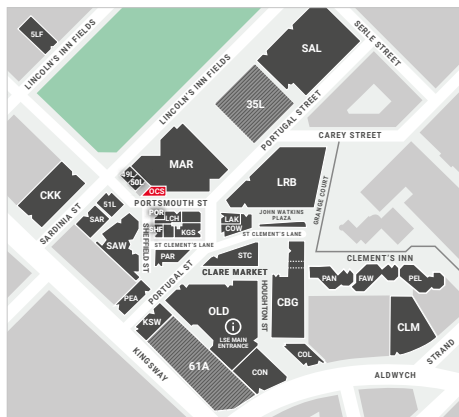 5LF
LINCOLN'S INN FIELDS
LINCOLN'S INN FIELDS
SAL
SERLE STREET
35L
PORTUGAL STREET
CAREY STREET
MAR
49L
50L
OCS
LRB
CKK
PORTSMOUTH ST
GRANGE COURT
SARDINIA ST
51L
SAR
POR
LCH
SHF
KGS
LAK
COW
JOHN WATKINS
PLAZA
ST CLEMENT'S LANE
ST CLEMENT'S LANE
SHEFFIELD ST
SAW
PAR
STC
CLEMENT'S INN
CLARE MARKET
PORTUGAL ST
HOUGHTON ST
PAN
FAW
PEL
PEA
OLD
CBG
KSW
LSE MAIN
ENTRANCE
CLM
61A
COL
CON
KINGSWAY
ALDWYCH
STRAND